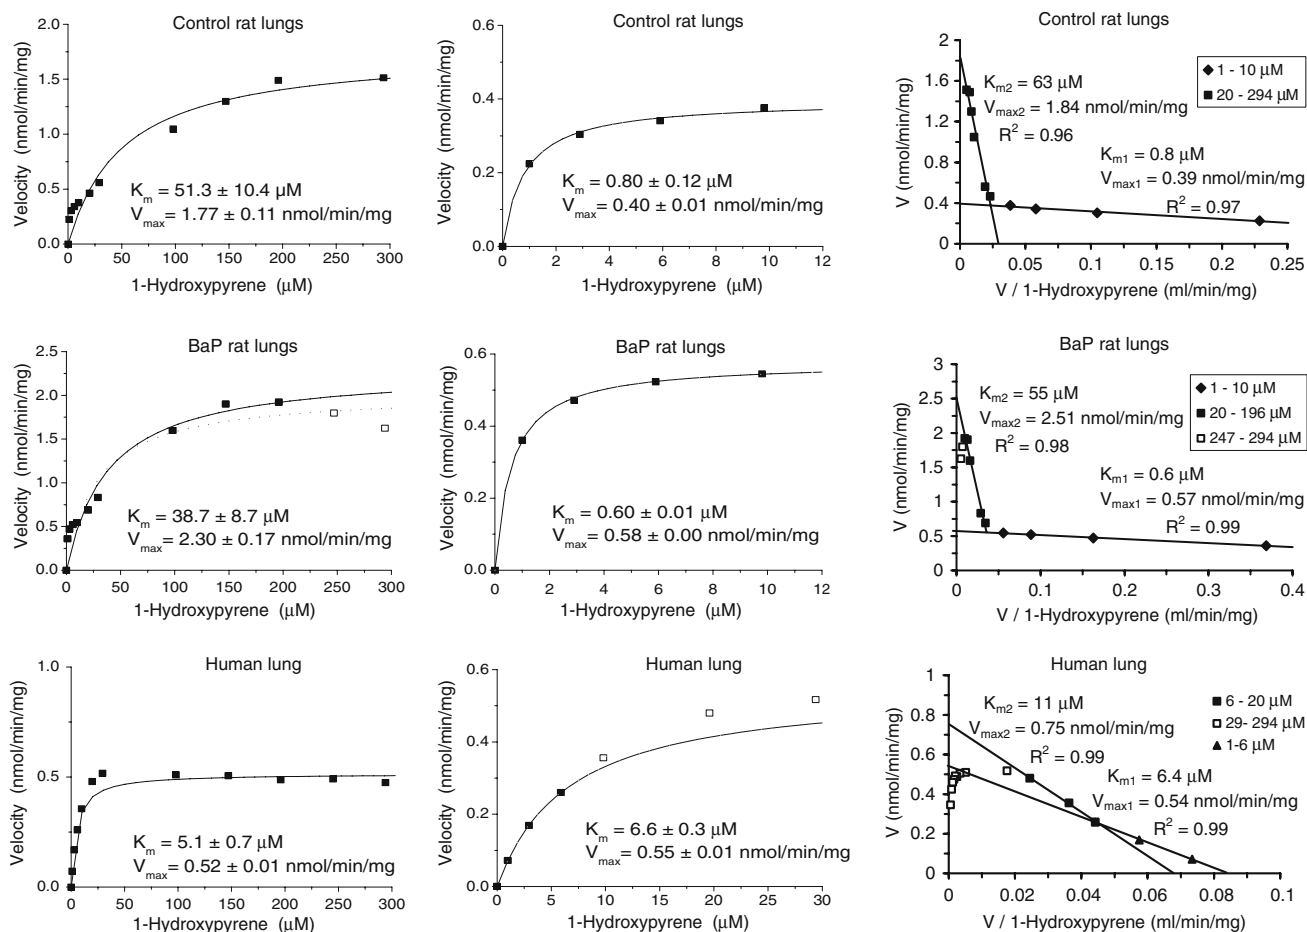 Control rat lungs
Velocity (nmol/min/mg)
2.0
1.5
1.0
0.5
0.0
K_m = 51.3 ± 10.4 µM
V_max = 1.77 ± 0.11 nmol/min/mg
0 50 100 150 200 250 300
1-Hydroxypyrene (µM)
Control rat lungs
Velocity (nmol/min/mg)
0.6
0.4
0.2
0.0
K_m = 0.80 ± 0.12 µM
V_max = 0.40 ± 0.01 nmol/min/mg
0 2 4 6 8 10 12
1-Hydroxypyrene (µM)
Control rat lungs
V (nmol/min/mg)
2
1.6
1.2
0.8
0.4
0
K_m2 = 63 µM
V_max2 = 1.84 nmol/min/mg
R² = 0.96
1 - 10 µM
20 - 294 µM
K_m1 = 0.8 µM
V_max1 = 0.39 nmol/min/mg
R² = 0.97
0 0.05 0.1 0.15 0.2 0.25
V / 1-Hydroxypyrene (ml/min/mg)
BaP rat lungs
Velocity (nmol/min/mg)
2.5
2.0
1.5
1.0
0.5
0.0
K_m = 38.7 ± 8.7 µM
V_max = 2.30 ± 0.17 nmol/min/mg
0 50 100 150 200 250 300
1-Hydroxypyrene (µM)
BaP rat lungs
Velocity (nmol/min/mg)
0.6
0.4
0.2
0.0
K_m = 0.60 ± 0.01 µM
V_max = 0.58 ± 0.00 nmol/min/mg
0 2 4 6 8 10 12
1-Hydroxypyrene (µM)
BaP rat lungs
V (nmol/min/mg)
3
2.5
2
1.5
1
0.5
0
K_m2 = 55 µM
V_max2 = 2.51 nmol/min/mg
R² = 0.98
1 - 10 µM
20 - 196 µM
247 - 294 µM
K_m1 = 0.6 µM
V_max1 = 0.57 nmol/min/mg
R² = 0.99
0 0.1 0.2 0.3 0.4
V / 1-Hydroxypyrene (ml/min/mg)
Human lung
Velocity (nmol/min/mg)
1.0
0.5
0.0
K_m = 5.1 ± 0.7 µM
V_max = 0.52 ± 0.01 nmol/min/mg
0 50 100 150 200 250 300
1-Hydroxypyrene (µM)
Human lung
Velocity (nmol/min/mg)
0.6
0.4
0.2
0.0
K_m = 6.6 ± 0.3 µM
V_max = 0.55 ± 0.01 nmol/min/mg
0 5 10 15 20 25 30
1-Hydroxypyrene (µM)
Human lung
V (nmol/min/mg)
1
0.8
0.6
0.4
0.2
0
K_m2 = 11 µM
V_max2 = 0.75 nmol/min/mg
R² = 0.99
6 - 20 µM
29- 294 µM
1-6 µM
K_m1 = 6.4 µM
V_max1 = 0.54 nmol/min/mg
R² = 0.99
0 0.02 0.04 0.06 0.08
V / 1-Hydroxypyrene (ml/min/mg)